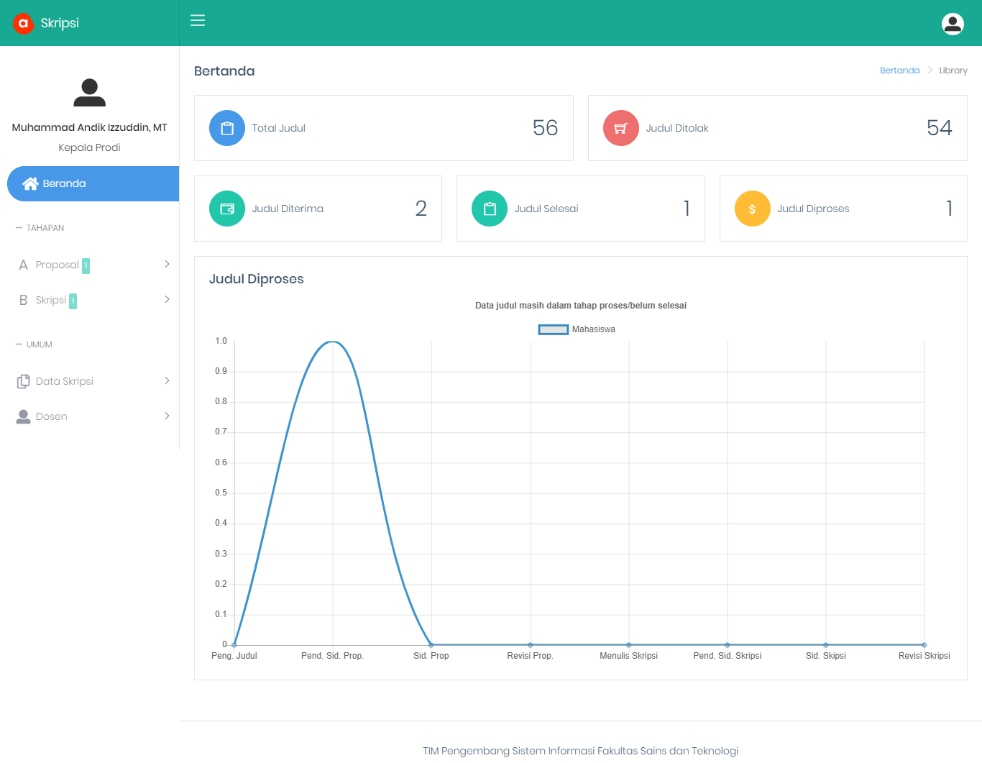 a Skripsi
Bertanda
Bertanda > Library
Muhammad Andik Izzuddin, MT
Kepala Prodi
Beranda
TAHAPAN
A Proposal 1
B Skripsi 1
UMUM
Data Skripsi
Dosen
Total Judul 56
Judul Ditolak 54
Judul Diterima 2
Judul Selesai 1
Judul Diproses 1
Judul Diproses
Data judul masih dalam tahap proses/belum selesai
Mahasiswa
1.0
0.9
0.8
0.7
0.6
0.5
0.4
0.3
0.2
0.1
0
Peng. Judul Pend. Sid. Prop. Sid. Prop Revisi Prop. Menulis Skripsi Pend. Sid. Skripsi Sid. Skipsi Revisi Skripsi
TIM Pengembang Sistem Informasi Fakultas Sains dan Teknologi